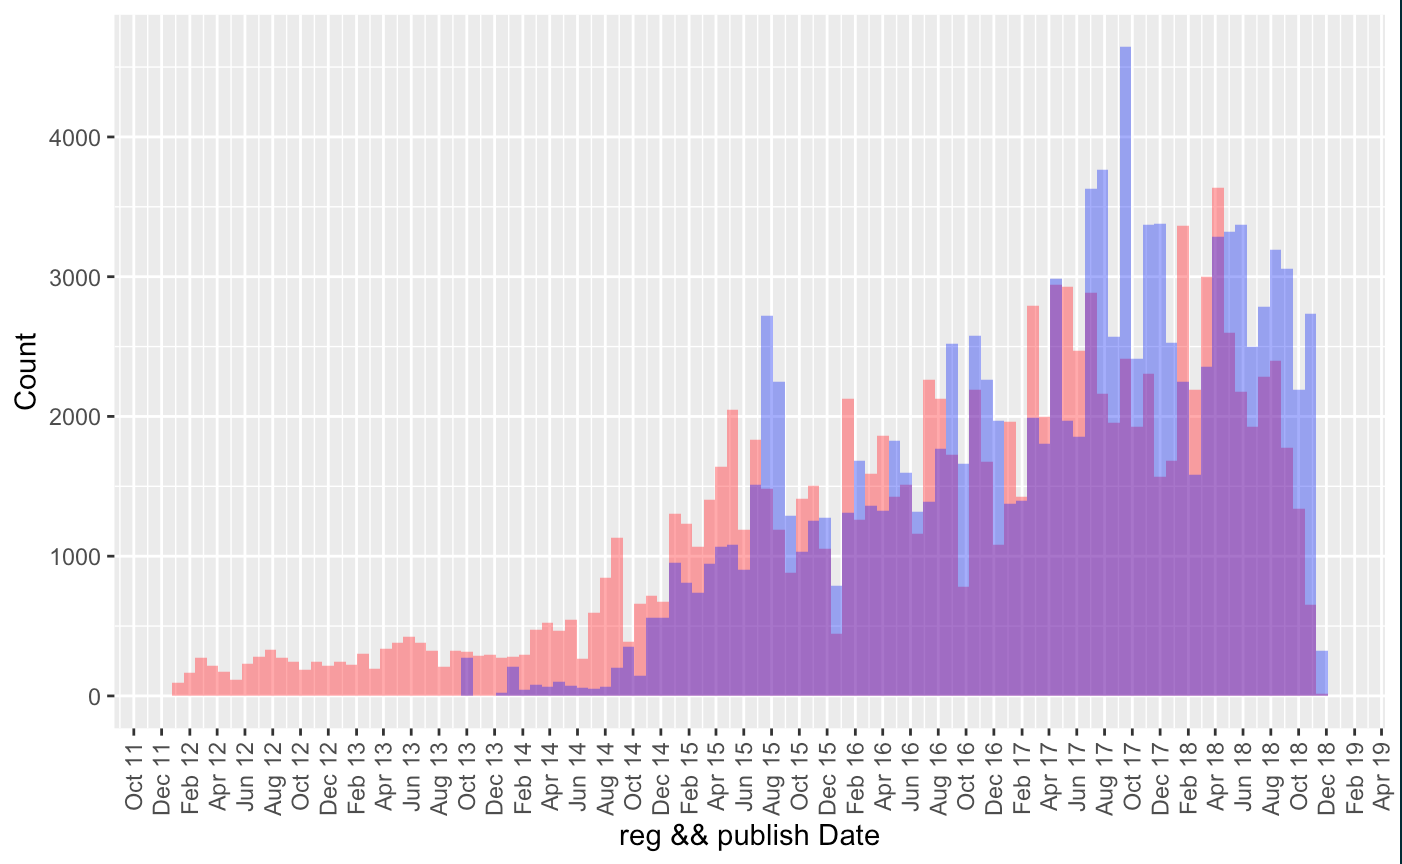 Count
4000
3000
2000
1000
0
Oct 11
Dec 11
Feb 12
Apr 12
Jun 12
Aug 12
Oct 12
Dec 12
Feb 13
Apr 13
Jun 13
Aug 13
Oct 13
Dec 13
Feb 14
Apr 14
Jun 14
Aug 14
Oct 14
Dec 14
Feb 15
Apr 15
Jun 15
Aug 15
Oct 15
Dec 15
Feb 16
Apr 16
Jun 16
Aug 16
Oct 16
Dec 16
Feb 17
Apr 17
Jun 17
Aug 17
Oct 17
Dec 17
Feb 18
Apr 18
Jun 18
Aug 18
Oct 18
Dec 18
Feb 19
Apr 19
reg && publish Date